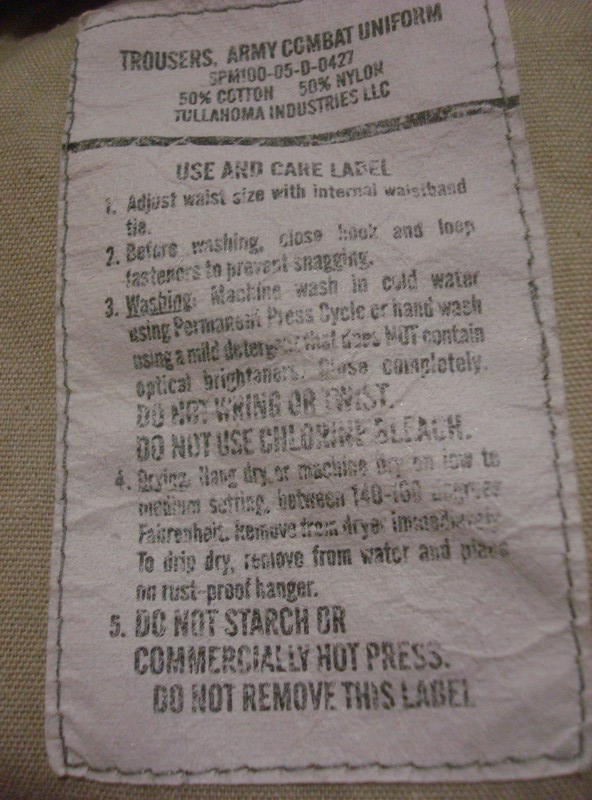 TROUSERS, ARMY COMBAT UNIFORM
SPM100-05-D-0427
50% COTTON 50% NYLON
TULLAHOMA INDUSTRIES LLC
USE AND CARE LABEL
1. Adjust waist size with internal waistband
tie.
2. Before washing, close hook and loop
fasteners to prevent snagging.
3. Washing: Machine wash in cold water
using Permanent Press Cycle or hand wash
using a mild detergent that does NOT contain
optical brighteners. Rinse completely.
DO NOT WRING OR TWIST.
DO NOT USE CHLORINE BLEACH.
4. Drying: Hang dry, or machine dry on low to
medium setting, between 140-160 degrees
Fahrenheit. Remove from dryer immediately.
To drip dry, remove from water and place
on rust-proof hanger.
5. DO NOT STARCH OR
COMMERCIALLY HOT PRESS.
DO NOT REMOVE THIS LABEL